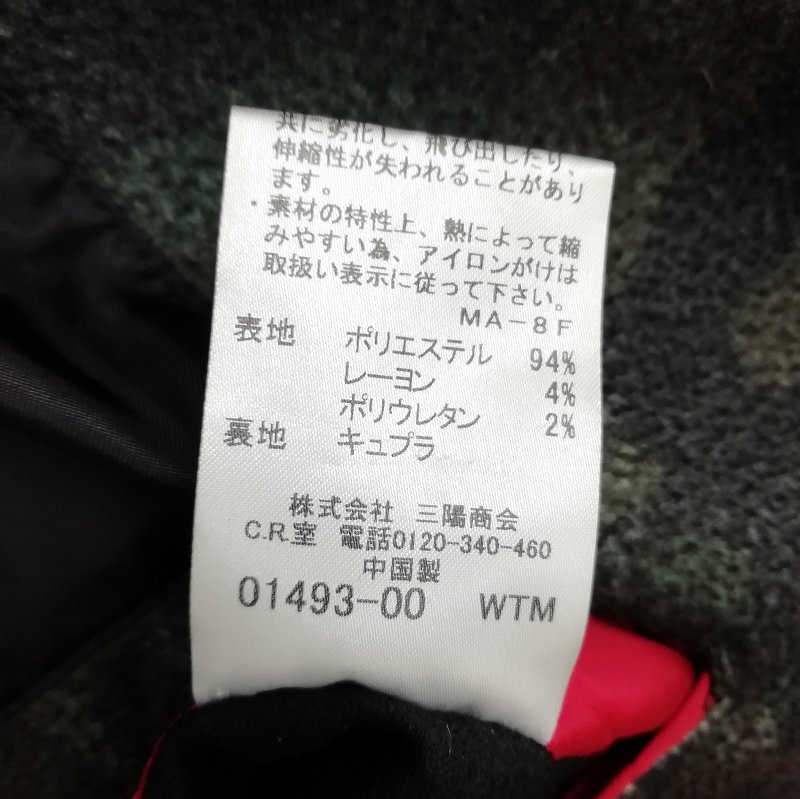 共に劣化し、飛び出したり、
伸縮性が失われることがあり
ます。
・素材の特性上、熱によって縮
みやすい為、アイロンがけは
取扱い表示に従って下さい。
MA-8F
表地 ポリエステル 94%
レーヨン 4%
ポリウレタン 2%
裏地 キュプラ
株式会社 三陽商会
C.R.室 電話0120-340-460
中国製
01493-00 WTM